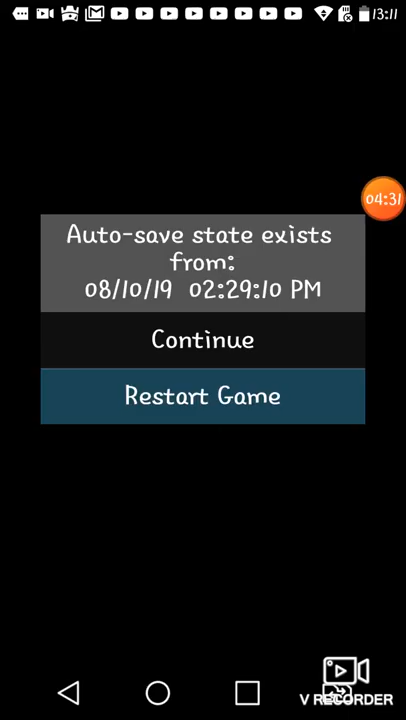 13:11
04:31
Auto-save state exists
from:
08/10/19 02:29:10 PM
Continue
Restart Game
V RECORDER